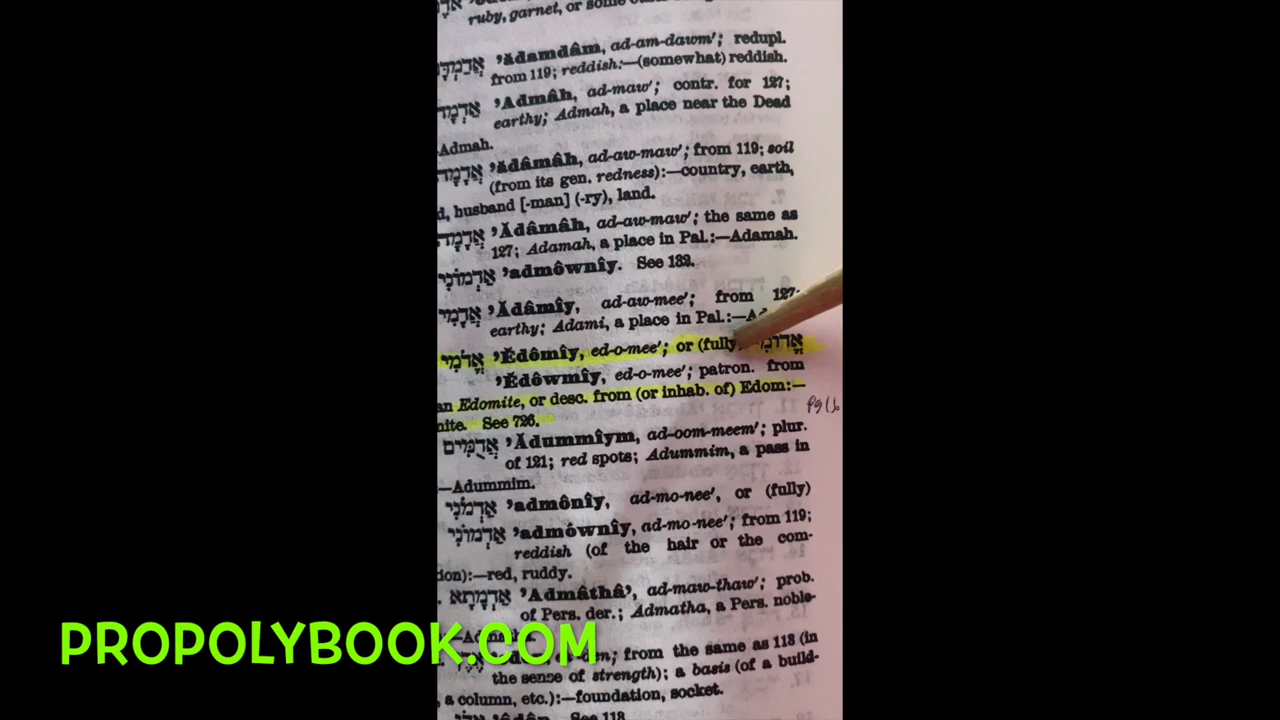 ruby, garnet, or some
'ădamdâm, ad-am-dawm'; redupl.
from 119; reddish:—(somewhat) reddish.
'Admâh, ad-maw'; contr. for 127;
earthy; Admah, a place near the Dead
Admah.
'ădâmâh, ad-aw-maw'; from 119; soil
(from its gen. redness):—country, earth,
husband [-man] (-ry), land.
'Ădâmâh, ad-aw-maw'; the same as
127; Adamah, a place in Pal.:—Adamah.
'admôwnîy. See 132.
אֲדָמִי 'Ădâmîy, ad-aw-mee'; from 127;
earthy; Adami, a place in Pal.:—
אֱדֹמִי 'Ĕdômîy, ed-o-mee'; or (fully)
'Ĕdôwmîy, ed-o-mee'; patron. from
an Edomite, or desc. from (or inhab. of) Edom:—
See 726.
אֲדֻמִּים 'Ădummîym, ad-oom-meem'; plur.
of 121; red spots; Adummim, a pass in
—Adummim.
אַדְמֹנִי 'admônîy, ad-mo-nee', or (fully)
אַדְמוֹנִי 'admôwnîy, ad-mo-nee'; from 119;
reddish (of the hair or the com-
red, ruddy.
אַדְמָתָא 'Admâthâ', ad-maw-thaw'; prob.
of Pers. der.; Admatha, a Pers. noble-
from the same as 113 (in
the sense of strength); a basis (of a build-
a column, etc.):—foundation, socket.
See 113
PROPOLYBOOK.COM